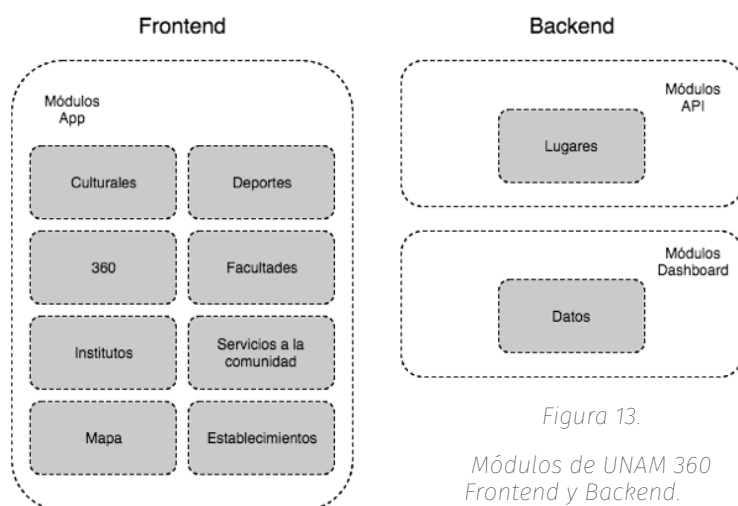 Frontend
Módulos
App
Culturales
Deportes
360
Facultades
Institutos
Servicios a la
comunidad
Mapa
Establecimientos
Backend
Módulos
API
Lugares
Módulos
Dashboard
Datos
Figura 13.
Módulos de UNAM 360
Frontend y Backend.